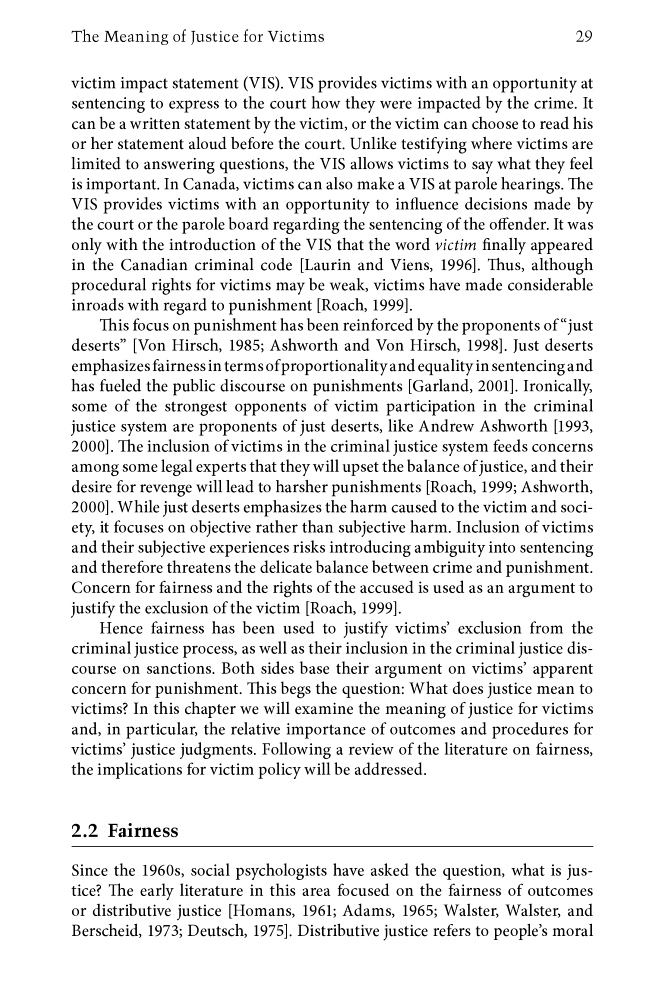 The Meaning of Justice for Victims 29
victim impact statement (VIS). VIS provides victims with an opportunity at
sentencing to express to the court how they were impacted by the crime. It
can be a written statement by the victim, or the victim can choose to read his
or her statement aloud before the court. Unlike testifying where victims are
limited to answering questions, the VIS allows victims to say what they feel
is important. In Canada, victims can also make a VIS at parole hearings. The
VIS provides victims with an opportunity to influence decisions made by
the court or the parole board regarding the sentencing of the offender. It was
only with the introduction of the VIS that the word victim finally appeared
in the Canadian criminal code [Laurin and Viens, 1996]. Thus, although
procedural rights for victims may be weak, victims have made considerable
inroads with regard to punishment [Roach, 1999].
This focus on punishment has been reinforced by the proponents of “just
deserts” [Von Hirsch, 1985; Ashworth and Von Hirsch, 1998]. Just deserts
emphasizes fairness in terms of proportionality and equality in sentencing and
has fueled the public discourse on punishments [Garland, 2001]. Ironically,
some of the strongest opponents of victim participation in the criminal
justice system are proponents of just deserts, like Andrew Ashworth [1993,
2000]. The inclusion of victims in the criminal justice system feeds concerns
among some legal experts that they will upset the balance of justice, and their
desire for revenge will lead to harsher punishments [Roach, 1999; Ashworth,
2000]. While just deserts emphasizes the harm caused to the victim and soci-
ety, it focuses on objective rather than subjective harm. Inclusion of victims
and their subjective experiences risks introducing ambiguity into sentencing
and therefore threatens the delicate balance between crime and punishment.
Concern for fairness and the rights of the accused is used as an argument to
justify the exclusion of the victim [Roach, 1999].
Hence fairness has been used to justify victims’ exclusion from the
criminal justice process, as well as their inclusion in the criminal justice dis-
course on sanctions. Both sides base their argument on victims’ apparent
concern for punishment. This begs the question: What does justice mean to
victims? In this chapter we will examine the meaning of justice for victims
and, in particular, the relative importance of outcomes and procedures for
victims’ justice judgments. Following a review of the literature on fairness,
the implications for victim policy will be addressed.
2.2 Fairness
Since the 1960s, social psychologists have asked the question, what is jus-
tice? The early literature in this area focused on the fairness of outcomes
or distributive justice [Homans, 1961; Adams, 1965; Walster, Walster, and
Berscheid, 1973; Deutsch, 1975]. Distributive justice refers to people’s moral